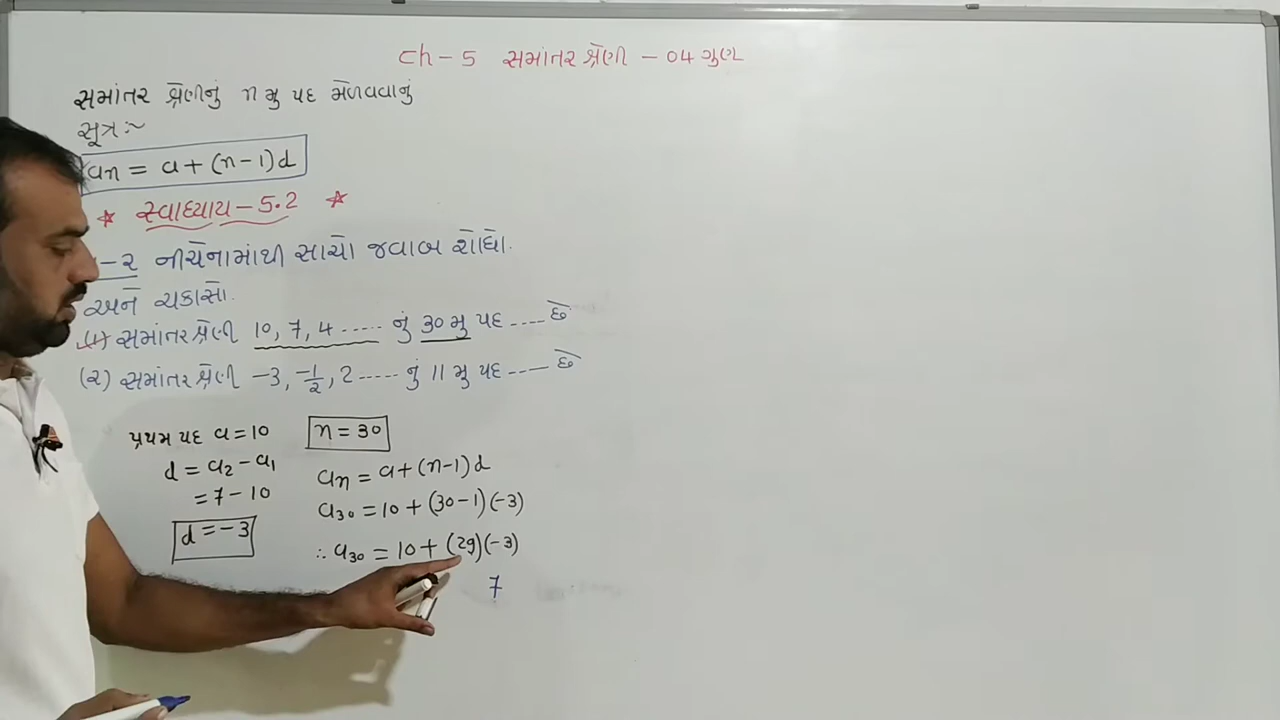 Ch - 5 સમાંતર શ્રેણી - 04 ગુણ
સમાંતર શ્રેણીનું n મુ પદ મેળવવાનું
સૂત્ર :~
an = a + (n-1)d
* સ્વાધ્યાય - 5.2 *
- ૨ નીચેનામાંથી સાચો જવાબ શોધો.
અને ચકાસો.
(૧) સમાંતર શ્રેણી 10, 7, 4 ..... નું 30 મુ પદ .... છે
(૨) સમાંતર શ્રેણી -3, -1/2, 2 ..... નું 11 મુ પદ .... છે
પ્રથમ પદ a = 10
d = a₂ - a₁
= 7 - 10
d = -3
n = 30
an = a + (n-1)d
a₃₀ = 10 + (30-1)(-3)
∴ a₃₀ = 10 + (29)(-3)
7